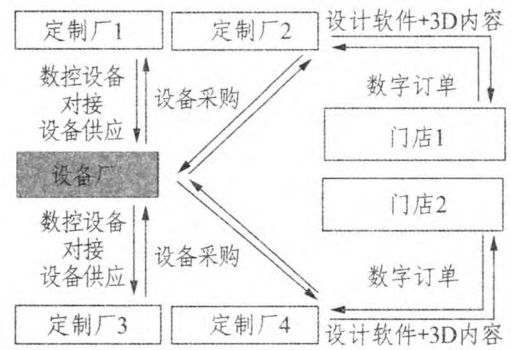 定制厂1
定制厂2
设计软件+3D内容
数控设备
对接
设备供应
设备采购
数字订单
门店1
设备厂
门店2
数控设备
对接
设备供应
设备采购
数字订单
定制厂3
定制厂4
设计软件+3D内容